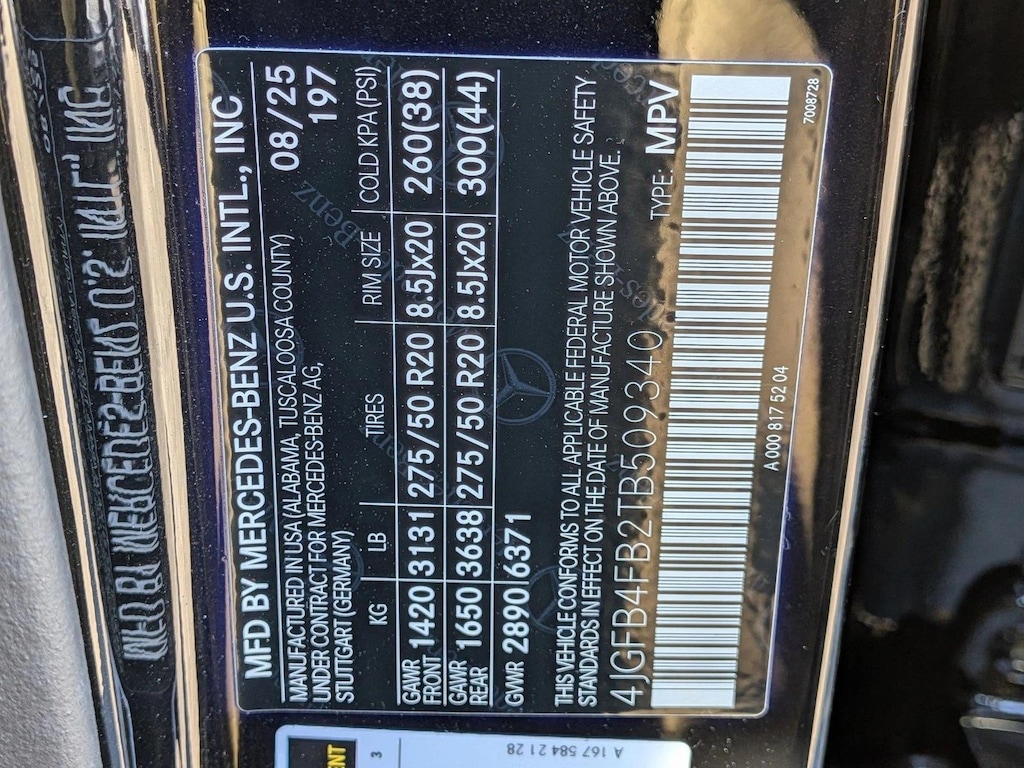 MFD BY MERCEDES-BENZ U.S. INTL., INC
MANUFACTURED IN USA (ALABAMA, TUSCALOOSA COUNTY) 08/25
UNDER CONTRACT FOR MERCEDES-BENZ AG, 197
STUTTGART (GERMANY)
KG LB TIRES RIM SIZE COLD KPA (PSI)
GAWR FRONT 1420 3131 275/50 R20 8.5Jx20 260(38)
GAWR REAR 1650 3638 275/50 R20 8.5Jx20 300(44)
GVWR 2890 6371
THIS VEHICLE CONFORMS TO ALL APPLICABLE FEDERAL MOTOR VEHICLE SAFETY
STANDARDS IN EFFECT ON THE DATE OF MANUFACTURE SHOWN ABOVE.
4JGFB4FB2TB509340 TYPE: MPV
A 000 817 52 04 7008728
3
A 167 584 21 28